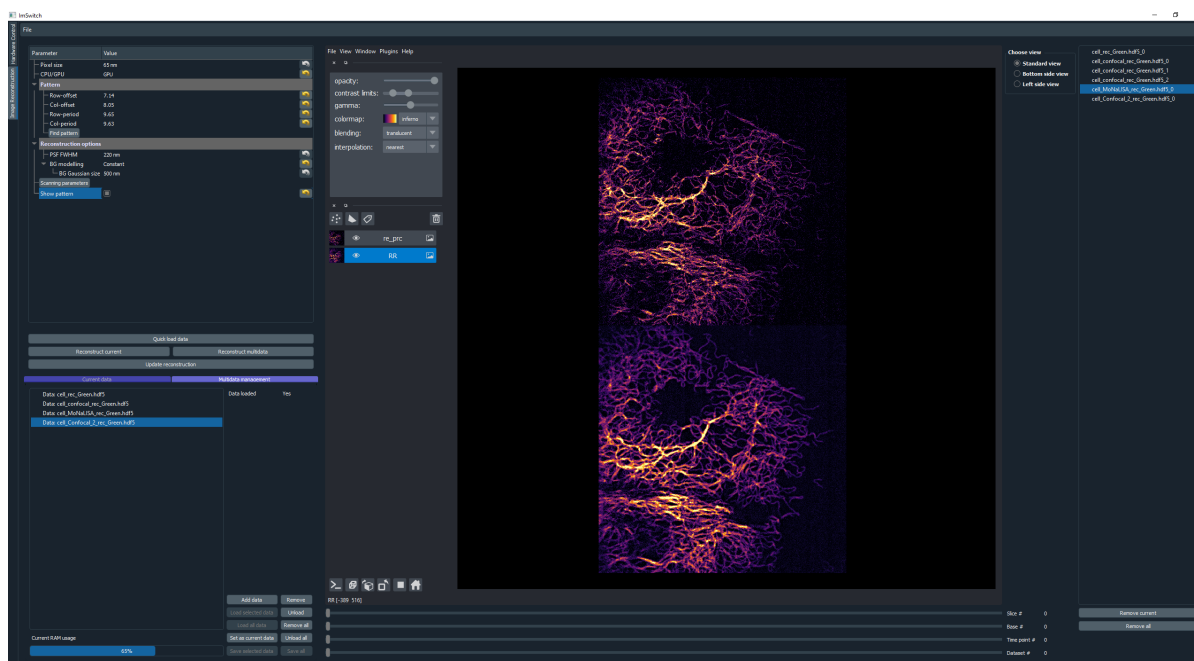 ImSwitch
File
Hardware Control
Image Reconstruction
Parameter Value
Pixel size 65 nm
CPU/GPU GPU
Pattern
Row-offset 7.14
Col-offset 8.05
Row-period 9.65
Col-period 9.63
Find pattern
Reconstruction options
PSF FWHM 220 nm
BG modelling Constant
BG Gaussian size 500 nm
Scanning parameters
Show pattern
Quick load data
Reconstruct current Reconstruct multidata
Update reconstruction
Current data Multidata management
Data: cell_rec_Green.hdf5
Data: cell_confocal_rec_Green.hdf5
Data: cell_MoNaLISA_rec_Green.hdf5
Data: cell_Confocal_2_rec_Green.hdf5
Data loaded Yes
Add data Remove
Load selected data Unload
Load all data Remove all
Set as current data Unload all
Save selected data Save all
Current RAM usage
65%
File View Window Plugins Help
opacity:
contrast limits:
gamma:
colormap: inferno
blending: translucent
interpolation: nearest
re_prc
RR
RR [-389 516]
Slice # 0
Base # 0
Time point # 0
Dataset # 0
Choose view
Standard view
Bottom side view
Left side view
cell_rec_Green.hdf5_0
cell_confocal_rec_Green.hdf5_0
cell_confocal_rec_Green.hdf5_1
cell_confocal_rec_Green.hdf5_2
cell_MoNaLISA_rec_Green.hdf5_0
cell_Confocal_2_rec_Green.hdf5_0
Remove current
Remove all